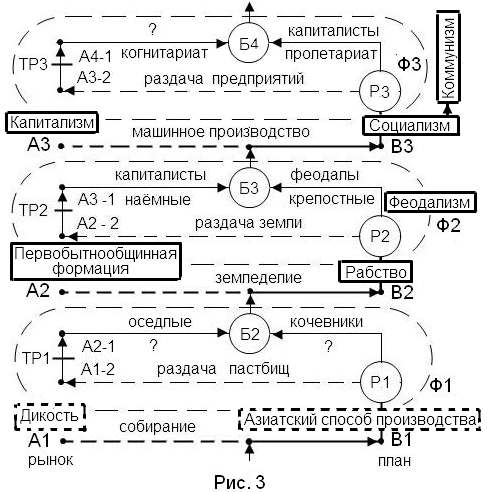 ?
Б4
капиталисты
ТР3
А4-1
когнитариат
пролетариат
Ф3
А3-2
раздача предприятий
Р3
Коммунизм
Капитализм
Социализм
А3
машинное производство
В3
капиталисты
Б3
феодалы
ТР2
А3 -1
наёмные
крепостные
Феодализм
А2 - 2
раздача земли
Р2
Ф2
Первобытнообщинная
формация
земпеделие
Рабство
А2
В2
оседпые
Б2
кочевники
ТР1
А2-1
?
?
А1-2
раздача пастбищ
Р1
Ф1
Дикость
Азиатский способ производства
А1
собирание
В1
рынок
план
Рис. 3